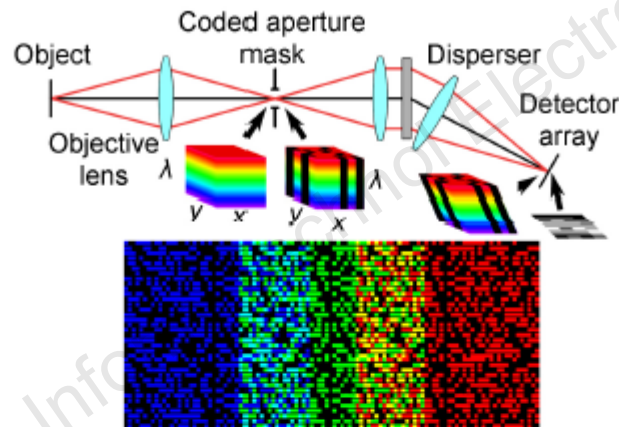 Coded aperture
mask
Object
Disperser
Detector
array
Objective
lens
λ
y
x
y
x
λ